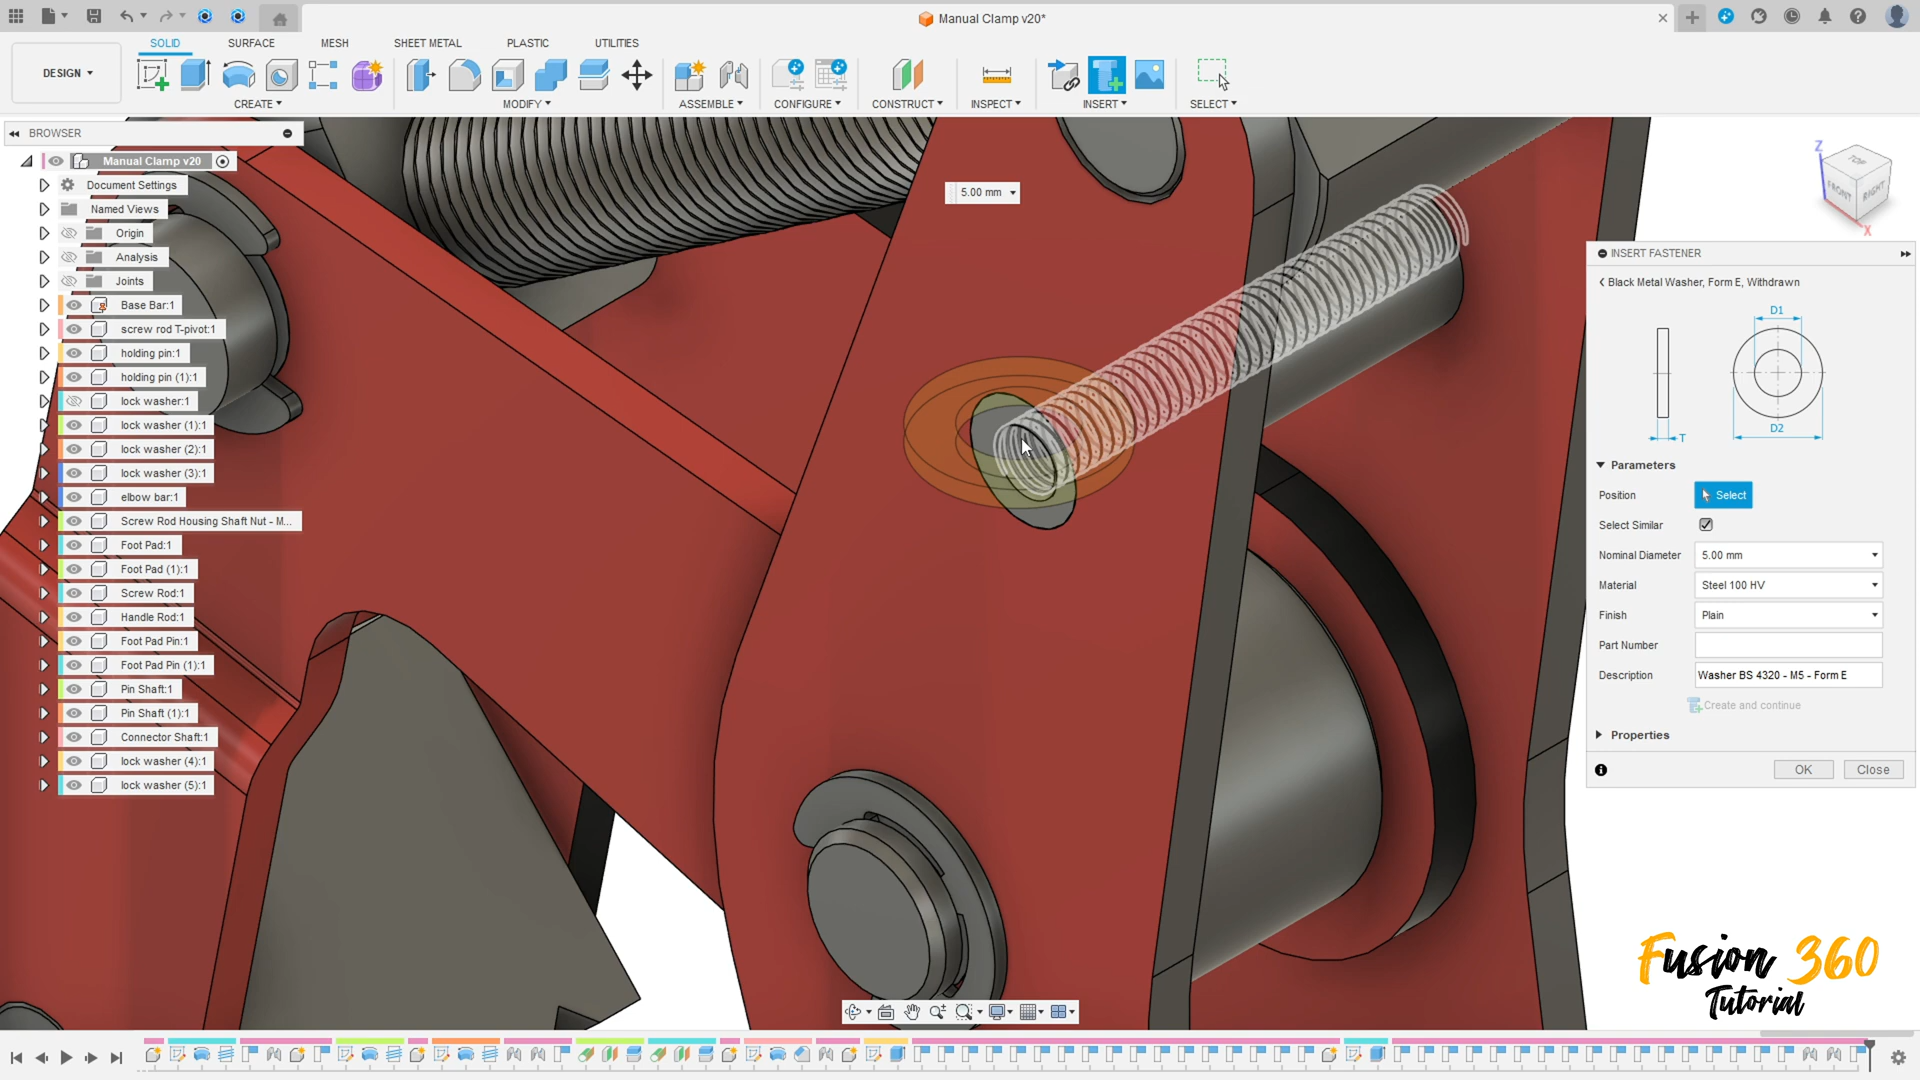 Manual Clamp v20*
SOLID
SURFACE
MESH
SHEET METAL
PLASTIC
UTILITIES
DESIGN
CREATE
MODIFY
ASSEMBLE
CONFIGURE
CONSTRUCT
INSPECT
INSERT
SELECT
BROWSER
Manual Clamp v20
Document Settings
Named Views
Origin
Analysis
Joints
Base Bar:1
screw rod T-pivot:1
holding pin:1
holding pin (1):1
lock washer:1
lock washer (1):1
lock washer (2):1
lock washer (3):1
elbow bar:1
Screw Rod Housing Shaft Nut - M...
Foot Pad:1
Foot Pad (1):1
Screw Rod:1
Handle Rod:1
Foot Pad Pin:1
Foot Pad Pin (1):1
Pin Shaft:1
Pin Shaft (1):1
Connector Shaft:1
lock washer (4):1
lock washer (5):1
5.00 mm
Z
TOP
FRONT
RIGHT
X
INSERT FASTENER
Black Metal Washer, Form E, Withdrawn
D1
D2
T
Parameters
Position
Select
Select Similar
Nominal Diameter
5.00 mm
Material
Steel 100 HV
Finish
Plain
Part Number
Description
Washer BS 4320 - M5 - Form E
Create and continue
Properties
OK
Close
Fusion 360
Tutorial